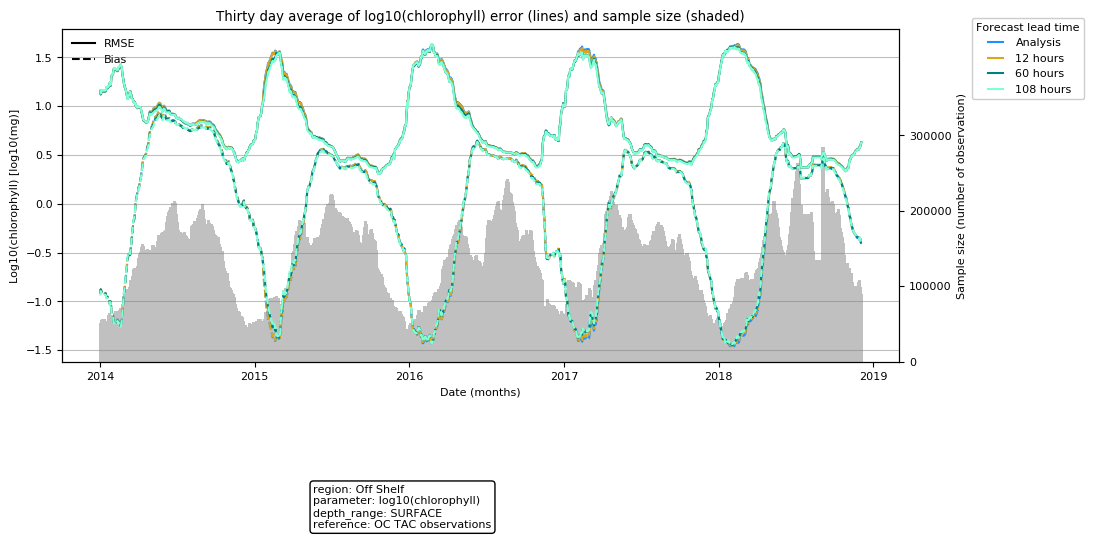 Thirty day average of log10(chlorophyll) error (lines) and sample size (shaded)
RMSE
Bias
Forecast lead time
Analysis
12 hours
60 hours
108 hours
Log10(chlorophyll) [log10(mg)]
1.5
1.0
0.5
0.0
−0.5
−1.0
−1.5
Sample size (number of observation)
300000
200000
100000
0
2014
2015
2016
2017
2018
2019
Date (months)
region: Off Shelf
parameter: log10(chlorophyll)
depth_range: SURFACE
reference: OC TAC observations